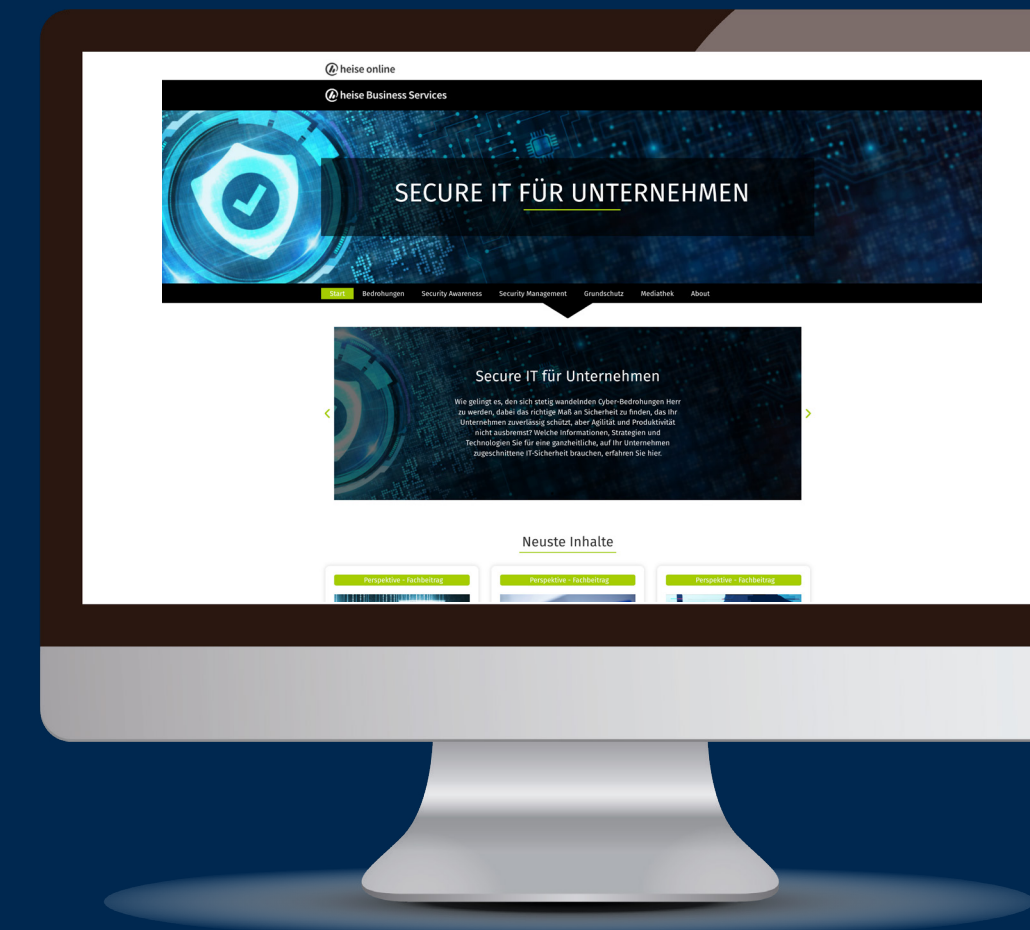 heise online
heise Business Services
SECURE IT FÜR UNTERNEHMEN
Start Bedrohungen Security Awareness Security Management Grundschutz Mediathek About
Secure IT für Unternehmen
Wie gelingt es, den sich stetig wandelnden Cyber-Bedrohungen Herr
zu werden, dabei das richtige Maß an Sicherheit zu finden, das Ihr
Unternehmen zuverlässig schützt, aber Agilität und Produktivität
nicht ausbremst? Welche Informationen, Strategien und
Technologien Sie für eine ganzheitliche, auf Ihr Unternehmen
zugeschnittene IT-Sicherheit brauchen, erfahren Sie hier.
Neuste Inhalte
Perspektive - Fachbeitrag Perspektive - Fachbeitrag Perspektive - Fachbeitrag